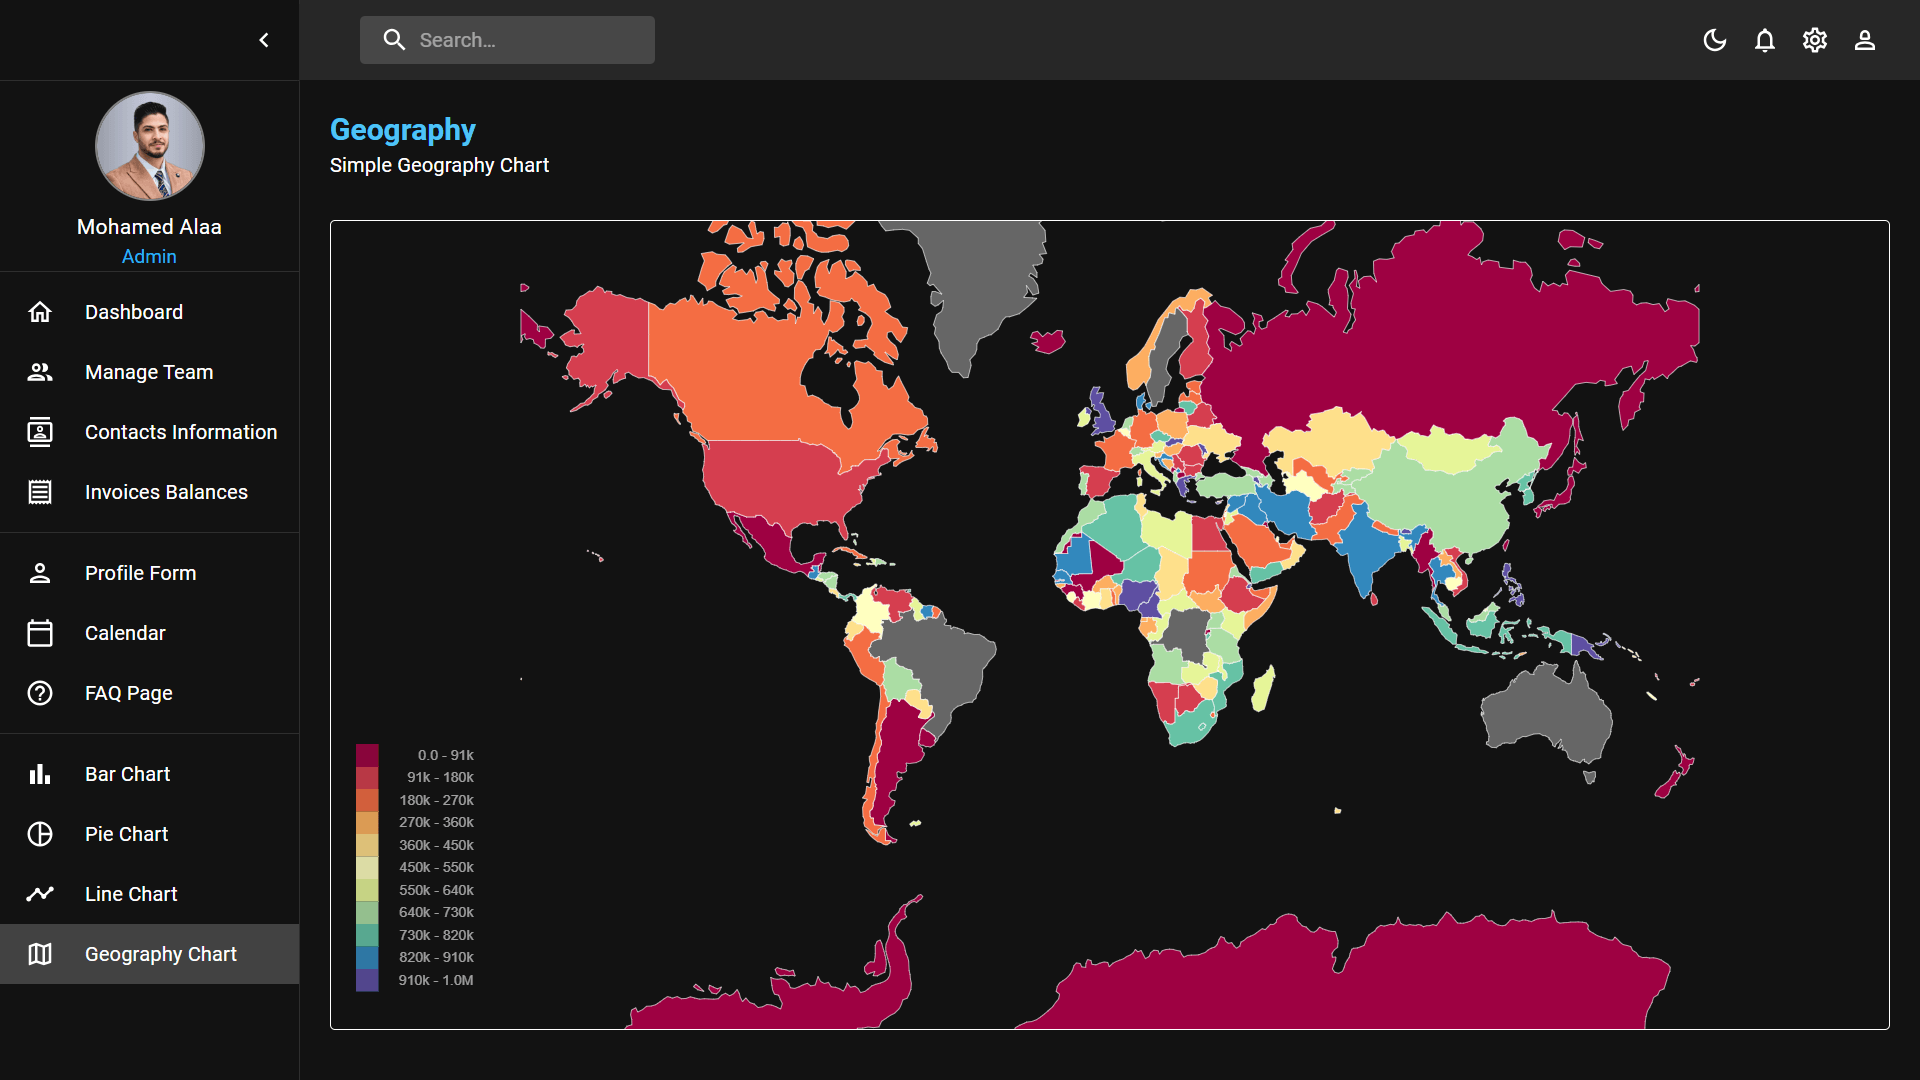 Search...
Mohamed Alaa
Admin
Dashboard
Manage Team
Contacts Information
Invoices Balances
Profile Form
Calendar
FAQ Page
Bar Chart
Pie Chart
Line Chart
Geography Chart
Geography
Simple Geography Chart
0.0 - 91k
91k - 180k
180k - 270k
270k - 360k
360k - 450k
450k - 550k
550k - 640k
640k - 730k
730k - 820k
820k - 910k
910k - 1.0M